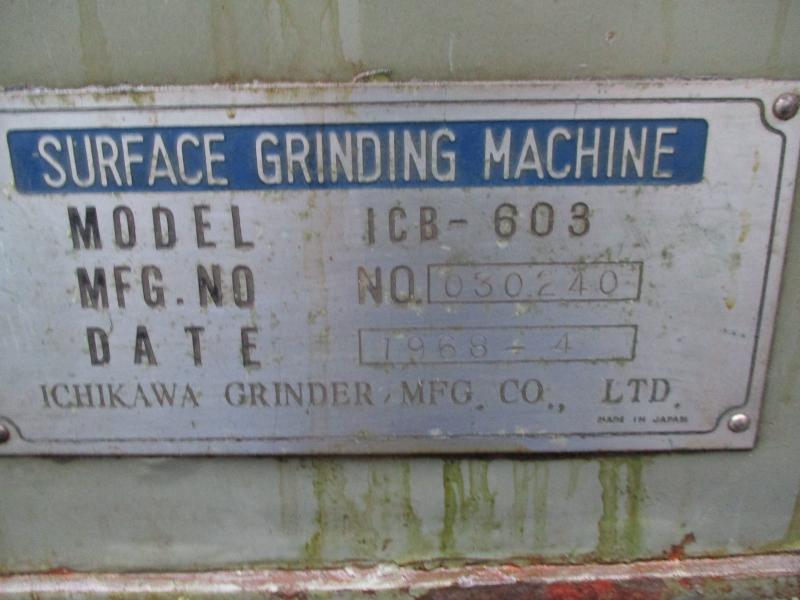 SURFACE GRINDING MACHINE
MODEL ICB-603
MFG.NO NO. 030240
DATE 1968-4
ICHIKAWA GRINDER MFG. CO., LTD.
MADE IN JAPAN